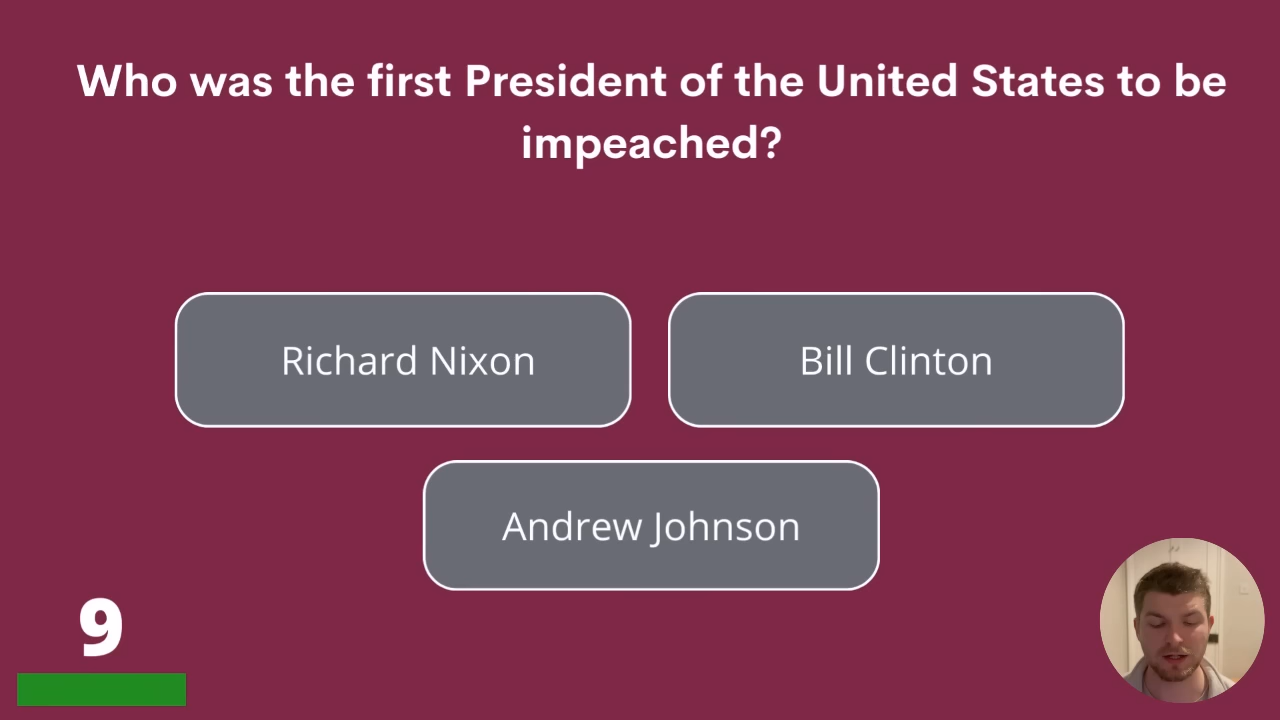 Who was the first President of the United States to be
impeached?
Richard Nixon
Bill Clinton
Andrew Johnson
9